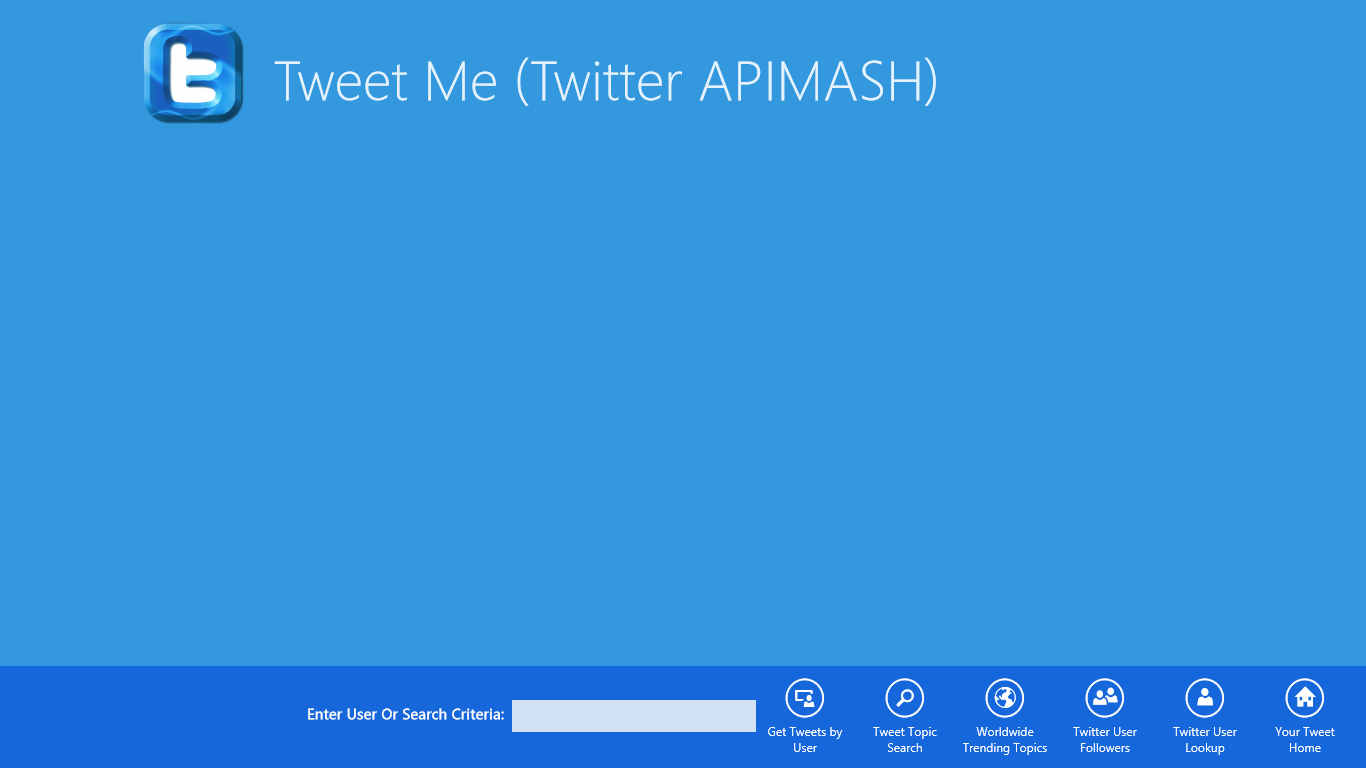 t
Tweet Me (Twitter APIMASH)
Enter User Or Search Criteria:
Get Tweets by
User
Tweet Topic
Search
Worldwide
Trending Topics
Twitter User
Followers
Twitter User
Lookup
Your Tweet
Home